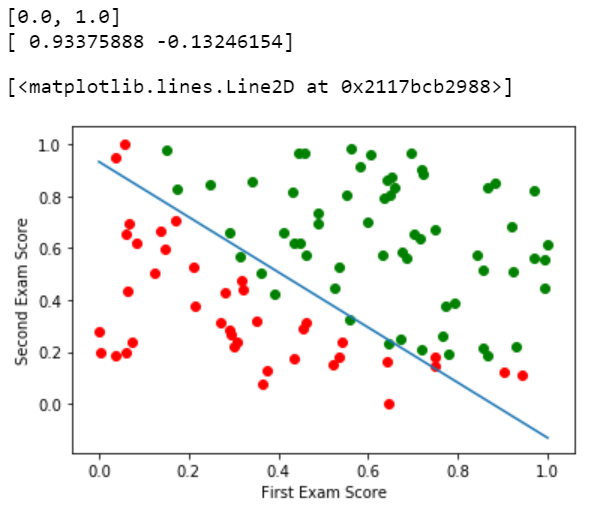 [0.0, 1.0]
[ 0.93375888 -0.13246154]
[<matplotlib.lines.Line2D at 0x2117bcb2988>]
1.0
0.8
0.6
0.4
0.2
0.0
Second Exam Score
0.0 0.2 0.4 0.6 0.8 1.0
First Exam Score